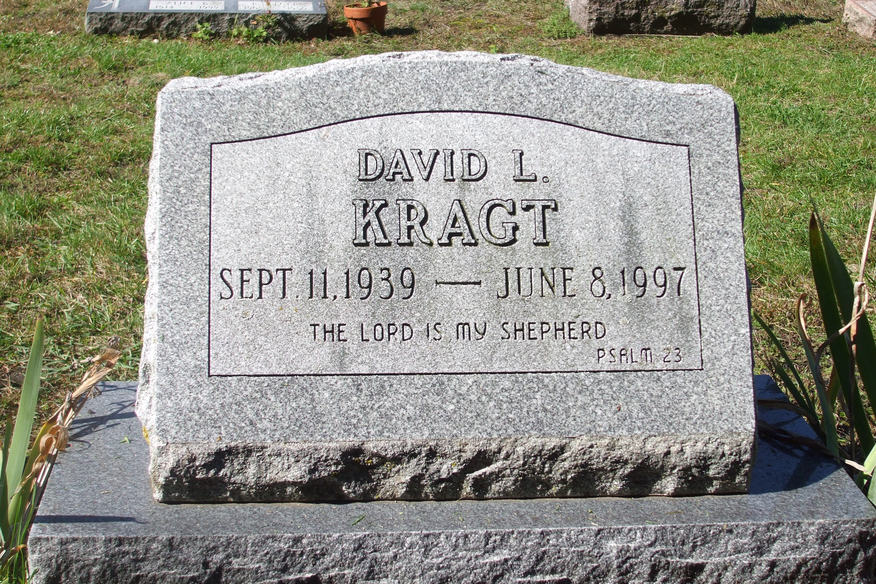 DAVID L.
KRAGT
SEPT. 11, 1939 — JUNE 8, 1997
THE LORD IS MY SHEPHERD
PSALM 23